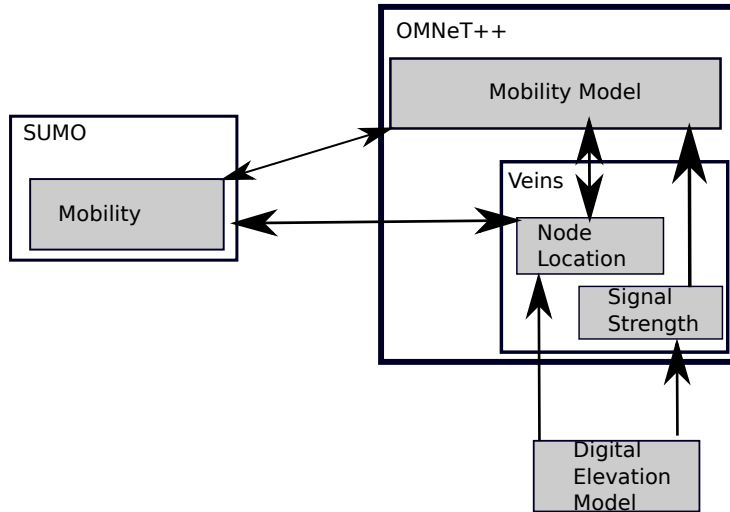 OMNeT++
Mobility Model
SUMO
Mobility
Veins
Node
Location
Signal
Strength
Digital
Elevation
Model